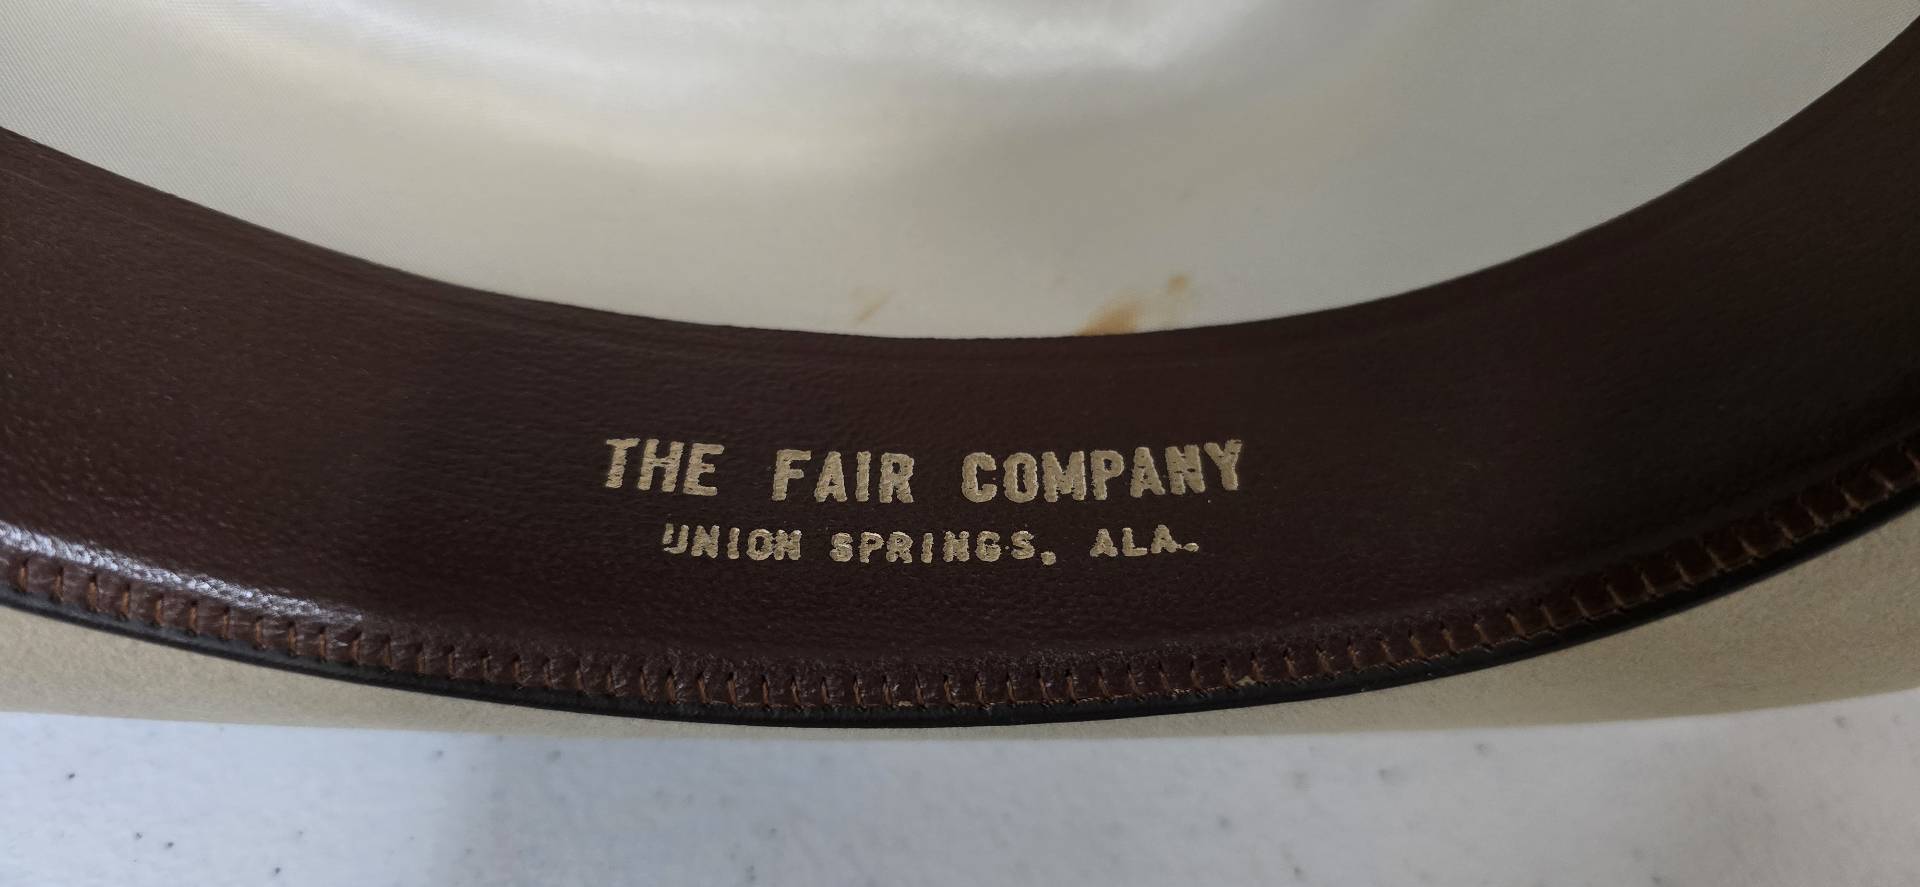 THE FAIR COMPANY
UNION SPRINGS, ALA.